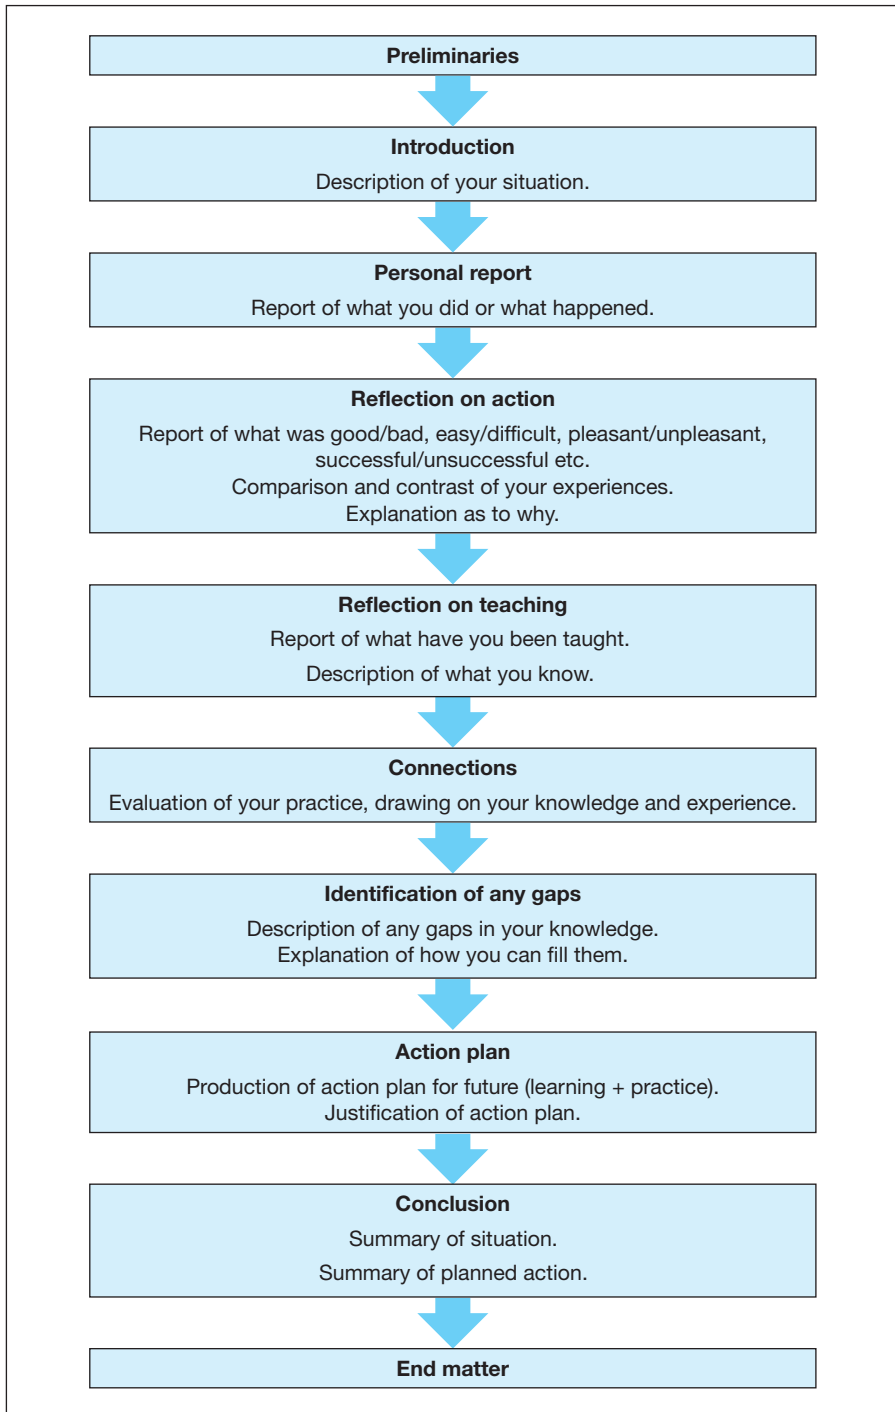 Preliminaries
Introduction
Description of your situation.
Personal report
Report of what you did or what happened.
Reflection on action
Report of what was good/bad, easy/difficult, pleasant/unpleasant,
successful/unsuccessful etc.
Comparison and contrast of your experiences.
Explanation as to why.
Reflection on teaching
Report of what have you been taught.
Description of what you know.
Connections
Evaluation of your practice, drawing on your knowledge and experience.
Identification of any gaps
Description of any gaps in your knowledge.
Explanation of how you can fill them.
Action plan
Production of action plan for future (learning + practice).
Justification of action plan.
Conclusion
Summary of situation.
Summary of planned action.
End matter